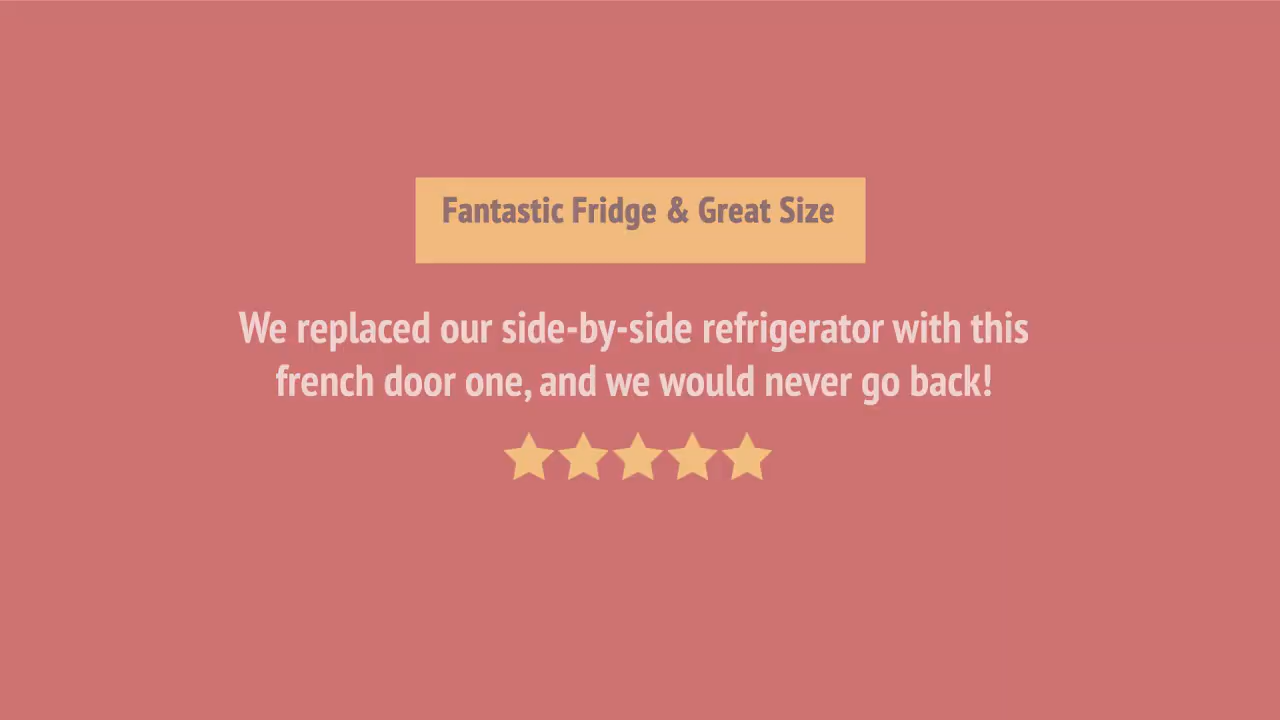 Fantastic Fridge & Great Size
We replaced our side-by-side refrigerator with this
french door one, and we would never go back!